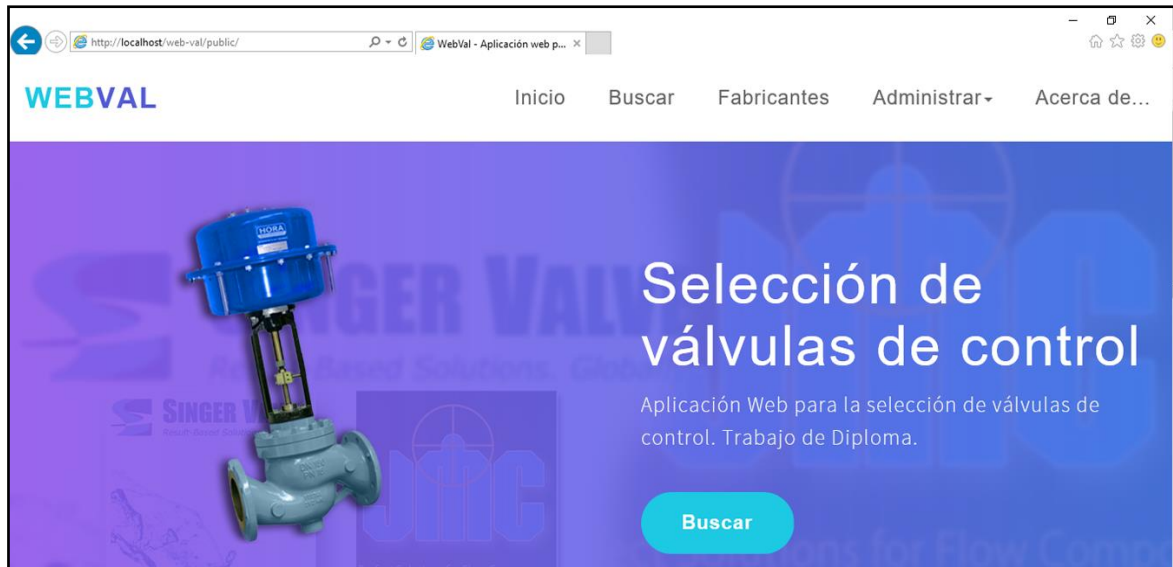 http://localhost/web-val/public/
WebVal - Aplicación web p...
WEBVAL
Inicio
Buscar
Fabricantes
Administrar
Acerca de...
HORA
SINGER VALV
Based Solutions. Glob
SINGER V
JMC
Selección de
válvulas de control
Aplicación Web para la selección de válvulas de
control. Trabajo de Diploma.
Buscar
for Flow Comp